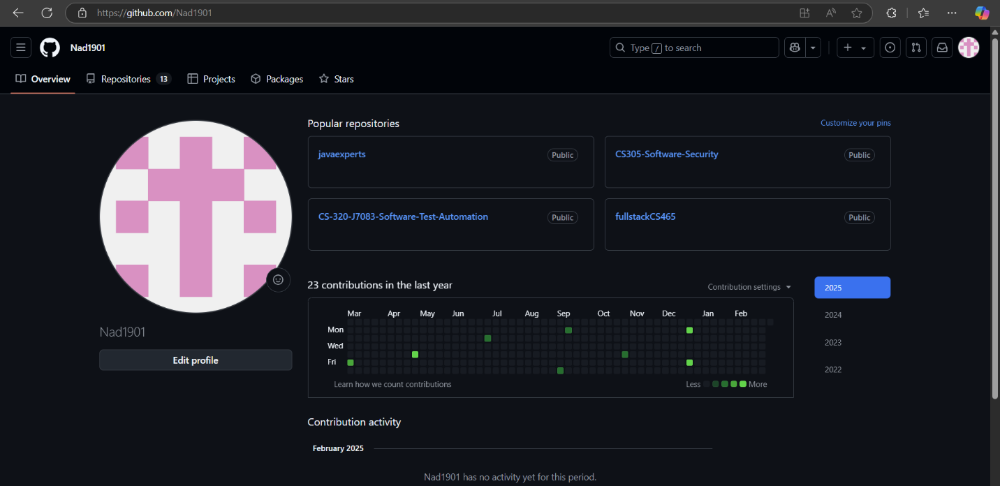 https://github.com/Nad1901
Nad1901
Type / to search
Overview
Repositories 13
Projects
Packages
Stars
Popular repositories
Customize your pins
javaexperts
Public
CS305-Software-Security
Public
CS-320-J7083-Software-Test-Automation
Public
fullstackCS465
Public
Nad1901
Edit profile
23 contributions in the last year
Contribution settings
2025
2024
2023
2022
Mar Apr May Jun Jul Aug Sep Oct Nov Dec Jan Feb
Mon
Wed
Fri
Learn how we count contributions
Less More
Contribution activity
February 2025
Nad1901 has no activity yet for this period.